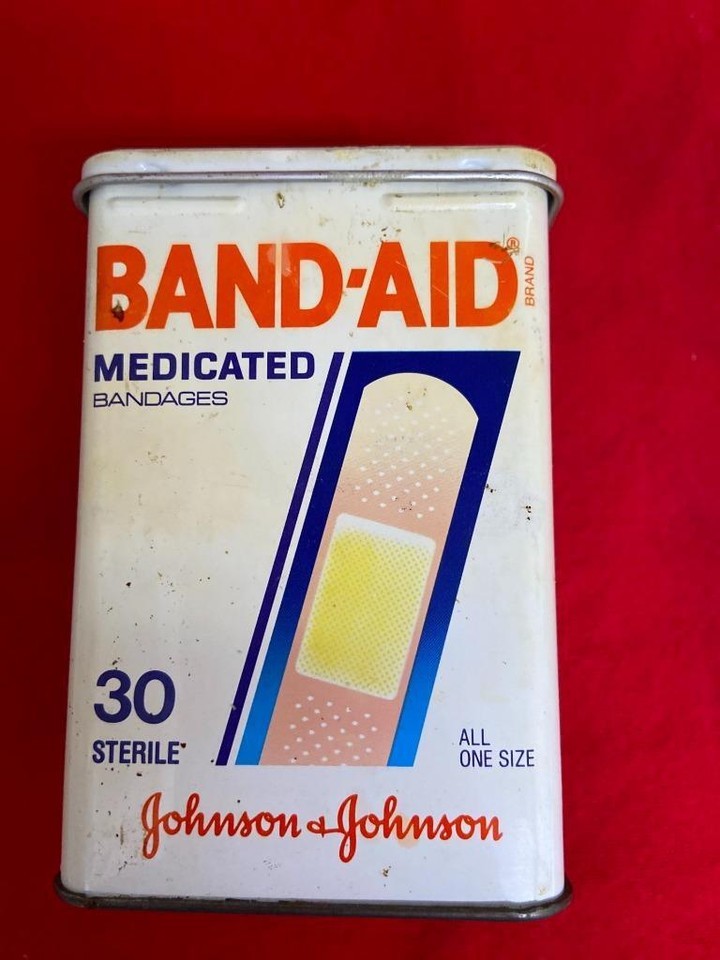 BAND-AID®
BRAND
MEDICATED
BANDAGES
30
STERILE
ALL
ONE SIZE
Johnson & Johnson